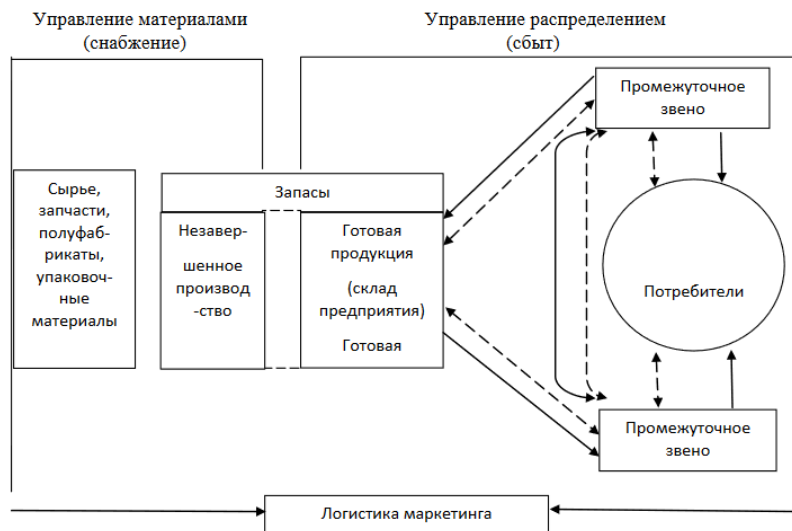 Управление материалами
(снабжение)
Управление распределением
(сбыт)
Промежуточное
звено
Сырье,
запчасти,
полуфаб-
рикаты,
упаковоч-
ные
материалы
Запасы
Незавер-
шенное
производ
-ство
Готовая
продукция
(склад
предприятия)
Готовая
Потребители
Промежуточное
звено
Логистика маркетинга